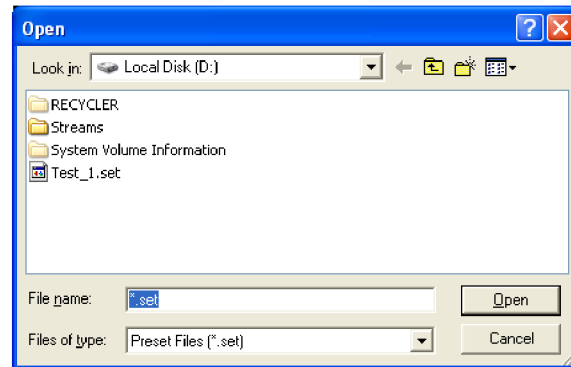 Open
Look in: Local Disk (D:)
RECYCLER
Streams
System Volume Information
Test_1.set
File name: *.set Open
Files of type: Preset Files (*.set) Cancel